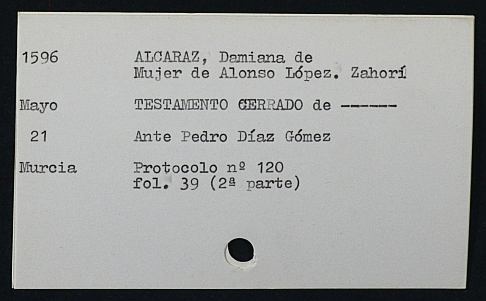 1596 ALCARAZ, Damiana de
Mujer de Alonso López. Zahorí
Mayo TESTAMENTO CERRADO de ------
21 Ante Pedro Díaz Gómez
Murcia Protocolo nº 120
fol. 39 (2ª parte)